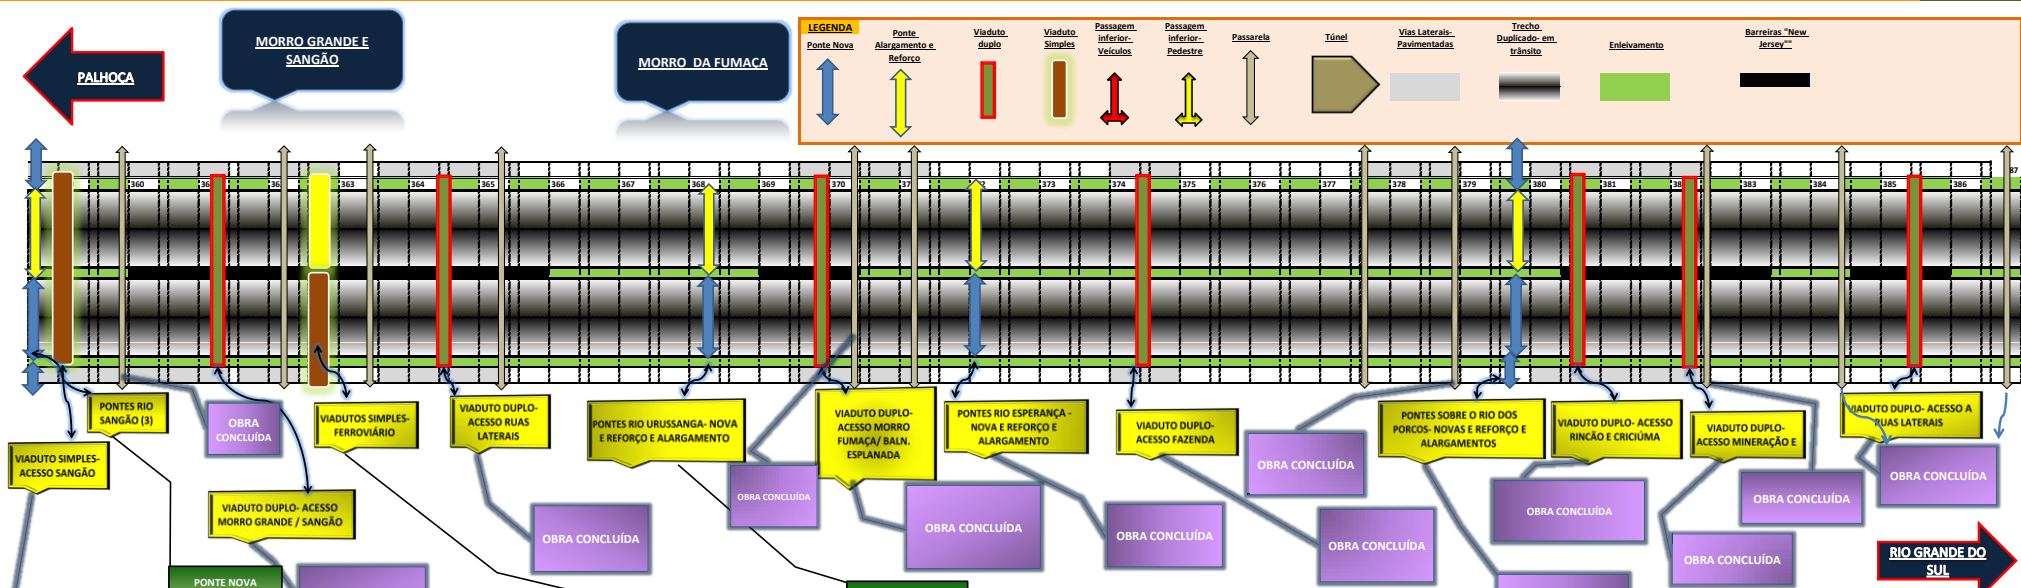 PALHOÇA
MORRO GRANDE E
SANGÃO
MORRO DA FUMAÇA
LEGENDA
Ponte Nova
Ponte
Alargamento e
Reforço
Viaduto
duplo
Viaduto
Simples
Passagem
inferior-
Veículos
Passagem
inferior-
Pedestre
Passarela
Túnel
Vias Laterais-
Pavimentadas
Trecho
Duplicado- em
trânsito
Enleivamento
Barreiras "New
Jersey""
360
363
364
365
366
367
368
369
370
373
374
375
376
377
378
379
380
381
383
384
385
386
87
PONTES RIO
SANGÃO (3)
VIADUTO SIMPLES-
ACESSO SANGÃO
OBRA
CONCLUÍDA
VIADUTO DUPLO- ACESSO
MORRO GRANDE / SANGÃO
VIADUTOS SIMPLES-
FERROVIÁRIO
VIADUTO DUPLO-
ACESSO RUAS
LATERAIS
OBRA CONCLUÍDA
PONTES RIO URUSSANGA- NOVA
E REFORÇO E ALARGAMENTO
OBRA CONCLUÍDA
VIADUTO DUPLO-
ACESSO MORRO
FUMAÇA/ BALN.
ESPLANADA
OBRA CONCLUÍDA
PONTES RIO ESPERANÇA -
NOVA E REFORÇO E
ALARGAMENTO
OBRA CONCLUÍDA
VIADUTO DUPLO-
ACESSO FAZENDA
OBRA CONCLUÍDA
OBRA CONCLUÍDA
PONTES SOBRE O RIO DOS
PORCOS- NOVAS E REFORÇO E
ALARGAMENTOS
VIADUTO DUPLO- ACESSO
RINCÃO E CRICIÚMA
OBRA CONCLUÍDA
VIADUTO DUPLO-
ACESSO MINERAÇÃO E
OBRA CONCLUÍDA
OBRA CONCLUÍDA
VIADUTO DUPLO- ACESSO A
RUAS LATERAIS
OBRA CONCLUÍDA
RIO GRANDE DO
SUL
PONTE NOVA